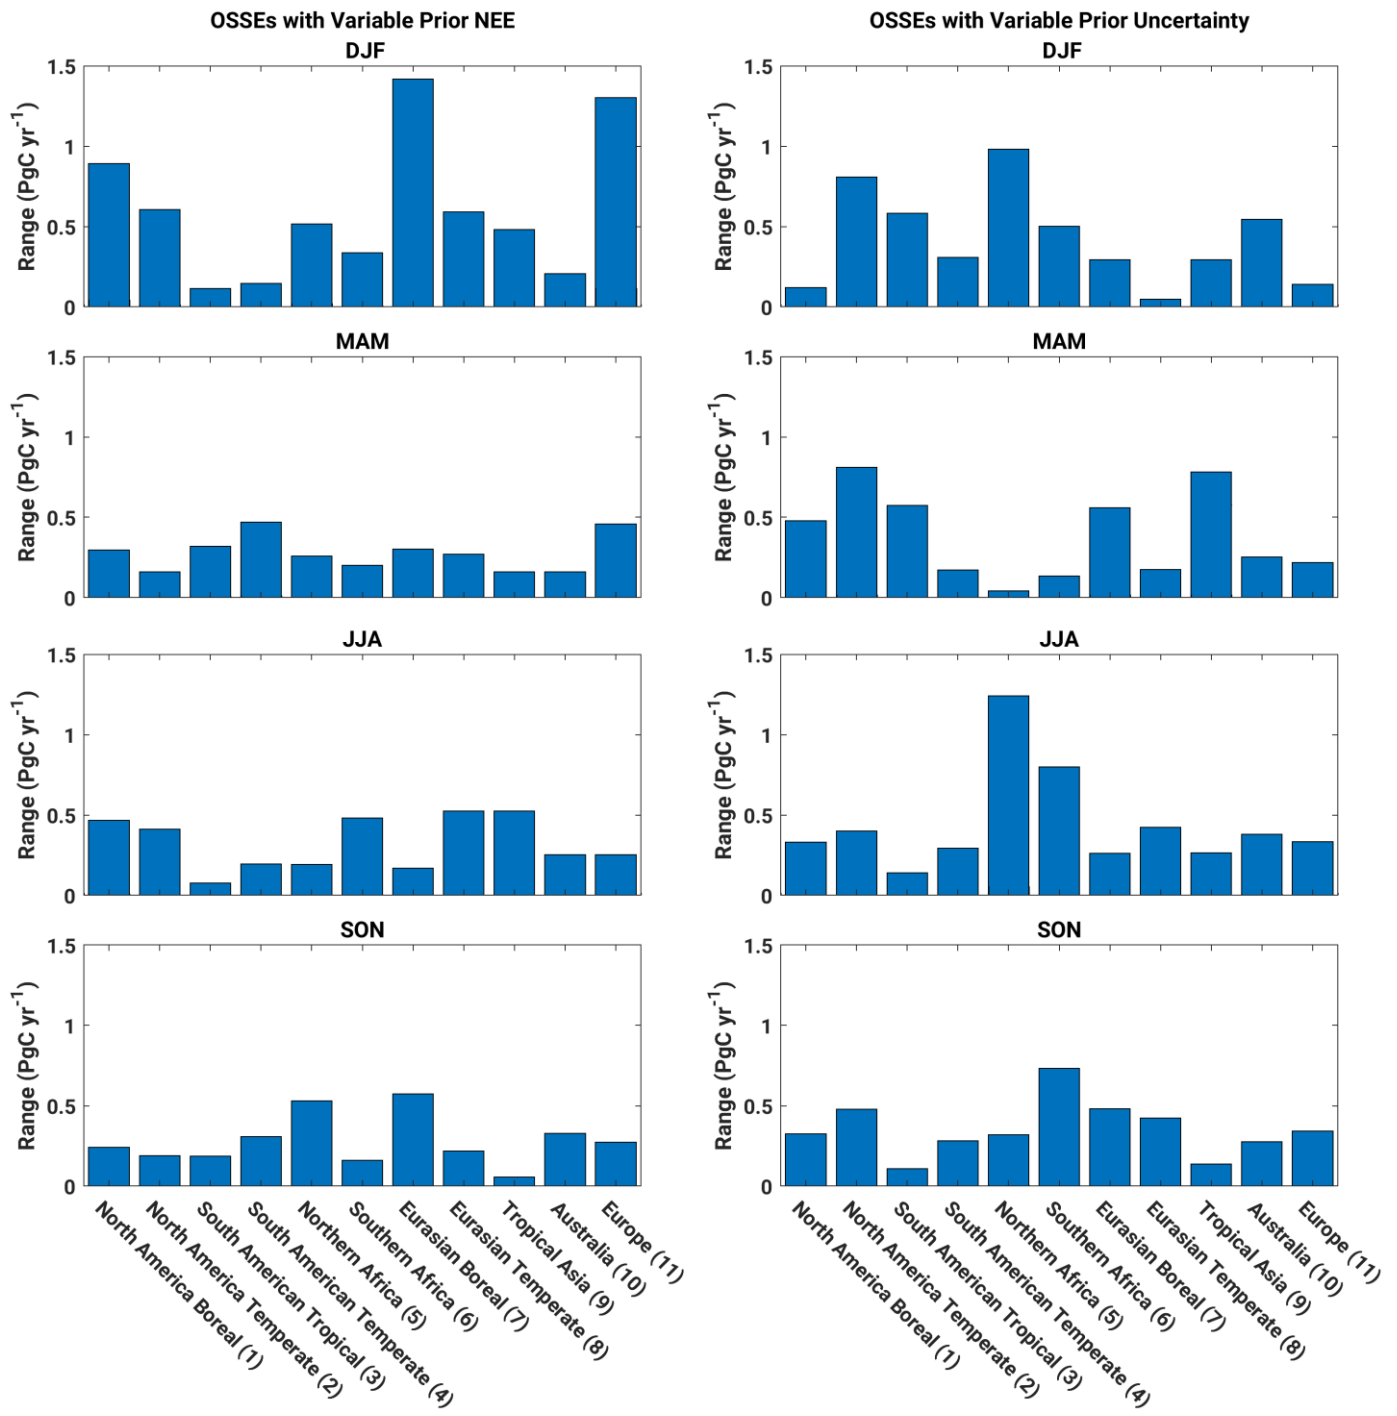 OSSEs with Variable Prior NEE
DJF
Range (PgC yr-1)
1.5
1
0.5
0
MAM
Range (PgC yr-1)
1.5
1
0.5
0
JJA
Range (PgC yr-1)
1.5
1
0.5
0
SON
Range (PgC yr-1)
1.5
1
0.5
0
North America Boreal (1)
North America Temperate (2)
South American Tropical (3)
South American Temperate (4)
Northern Africa (5)
Southern Africa (6)
Eurasian Boreal (7)
Eurasian Temperate (8)
Tropical Asia (9)
Australia (10)
Europe (11)
OSSEs with Variable Prior Uncertainty
DJF
Range (PgC yr-1)
1.5
1
0.5
0
MAM
Range (PgC yr-1)
1.5
1
0.5
0
JJA
Range (PgC yr-1)
1.5
1
0.5
0
SON
Range (PgC yr-1)
1.5
1
0.5
0
North America Boreal (1)
North America Temperate (2)
South American Tropical (3)
South American Temperate (4)
Northern Africa (5)
Southern Africa (6)
Eurasian Boreal (7)
Eurasian Temperate (8)
Tropical Asia (9)
Australia (10)
Europe (11)